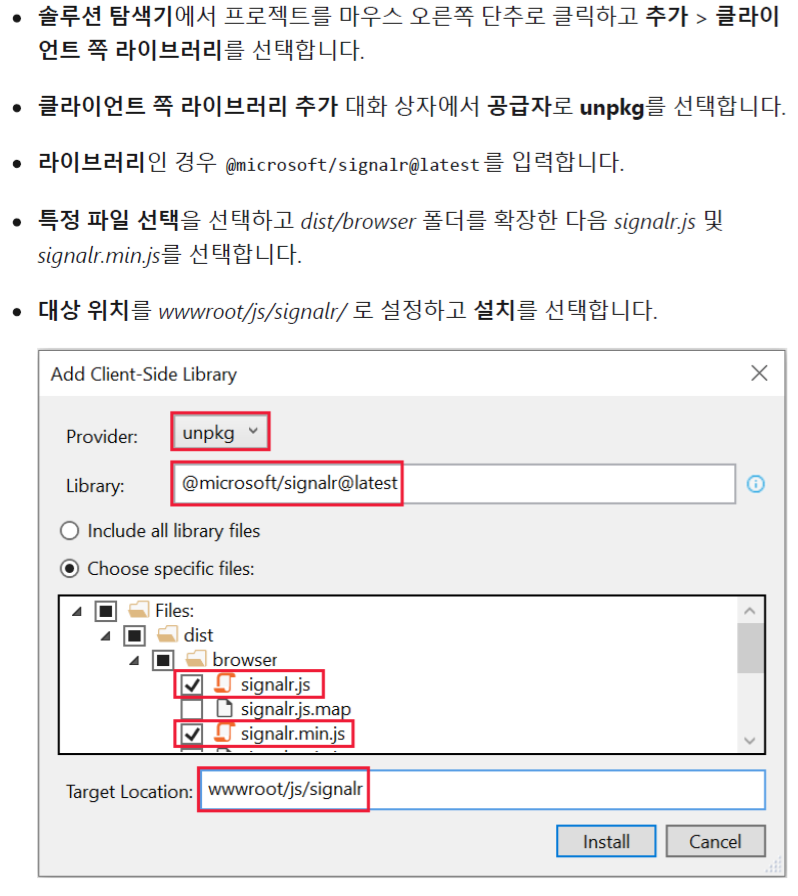 솔루션 탐색기에서 프로젝트를 마우스 오른쪽 단추로 클릭하고 추가 > 클라이
언트 쪽 라이브러리를 선택합니다.
클라이언트 쪽 라이브러리 추가 대화 상자에서 공급자로 unpkg를 선택합니다.
라이브러리인 경우 @microsoft/signalr@latest 를 입력합니다.
특정 파일 선택을 선택하고 dist/browser 폴더를 확장한 다음 signalr.js 및
signalr.min.js를 선택합니다.
대상 위치를 wwwroot/js/signalr/ 로 설정하고 설치를 선택합니다.
Add Client-Side Library
Provider: unpkg
Library: @microsoft/signalr@latest
Include all library files
Choose specific files:
Files:
dist
browser
signalr.js
signalr.js.map
signalr.min.js
Target Location: wwwroot/js/signalr
Install Cancel